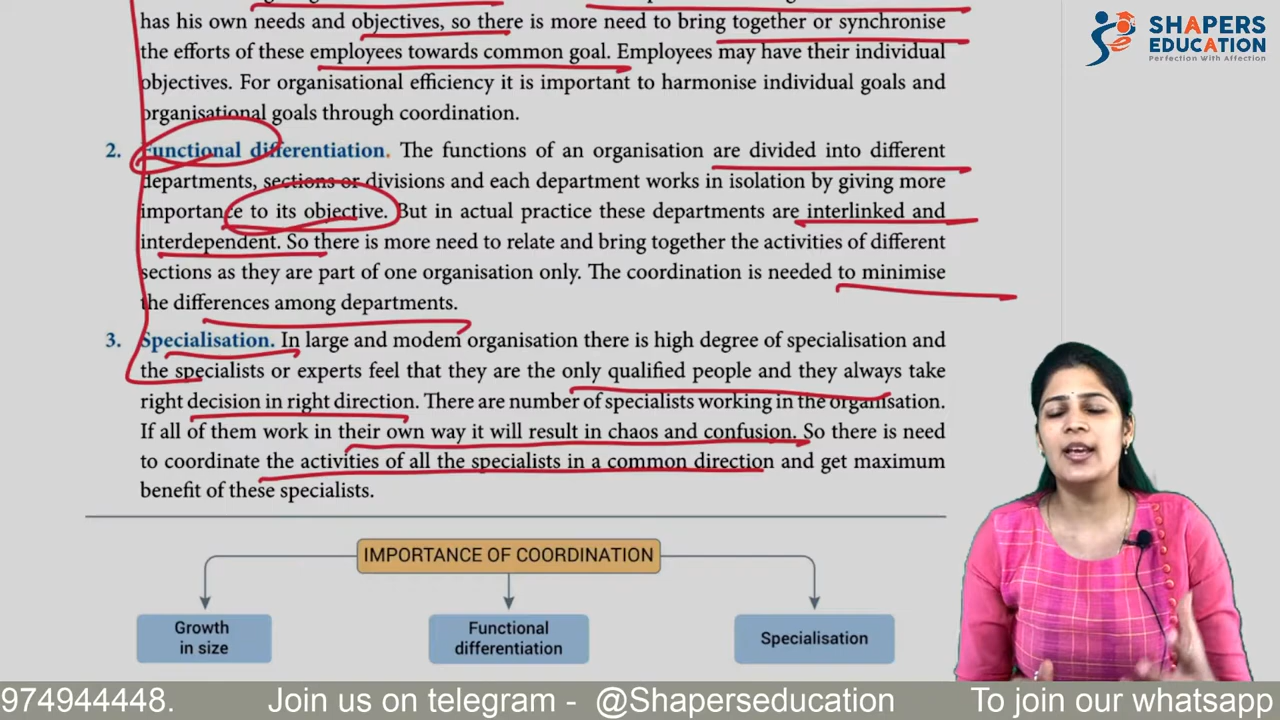 has his own needs and objectives, so there is more need to bring together or synchronise
the efforts of these employees towards common goal. Employees may have their individual
objectives. For organisational efficiency it is important to harmonise individual goals and
organisational goals through coordination.
2. Functional differentiation. The functions of an organisation are divided into different
departments, sections or divisions and each department works in isolation by giving more
importance to its objective. But in actual practice these departments are interlinked and
interdependent. So there is more need to relate and bring together the activities of different
sections as they are part of one organisation only. The coordination is needed to minimise
the differences among departments.
3. Specialisation. In large and modem organisation there is high degree of specialisation and
the specialists or experts feel that they are the only qualified people and they always take
right decision in right direction. There are number of specialists working in the organisation.
If all of them work in their own way it will result in chaos and confusion. So there is need
to coordinate the activities of all the specialists in a common direction and get maximum
benefit of these specialists.
IMPORTANCE OF COORDINATION
Growth
in size
Functional
differentiation
Specialisation
SHAPERS
EDUCATION
Perfection With Affection
974944448. Join us on telegram - @Shaperseducation To join our whatsapp